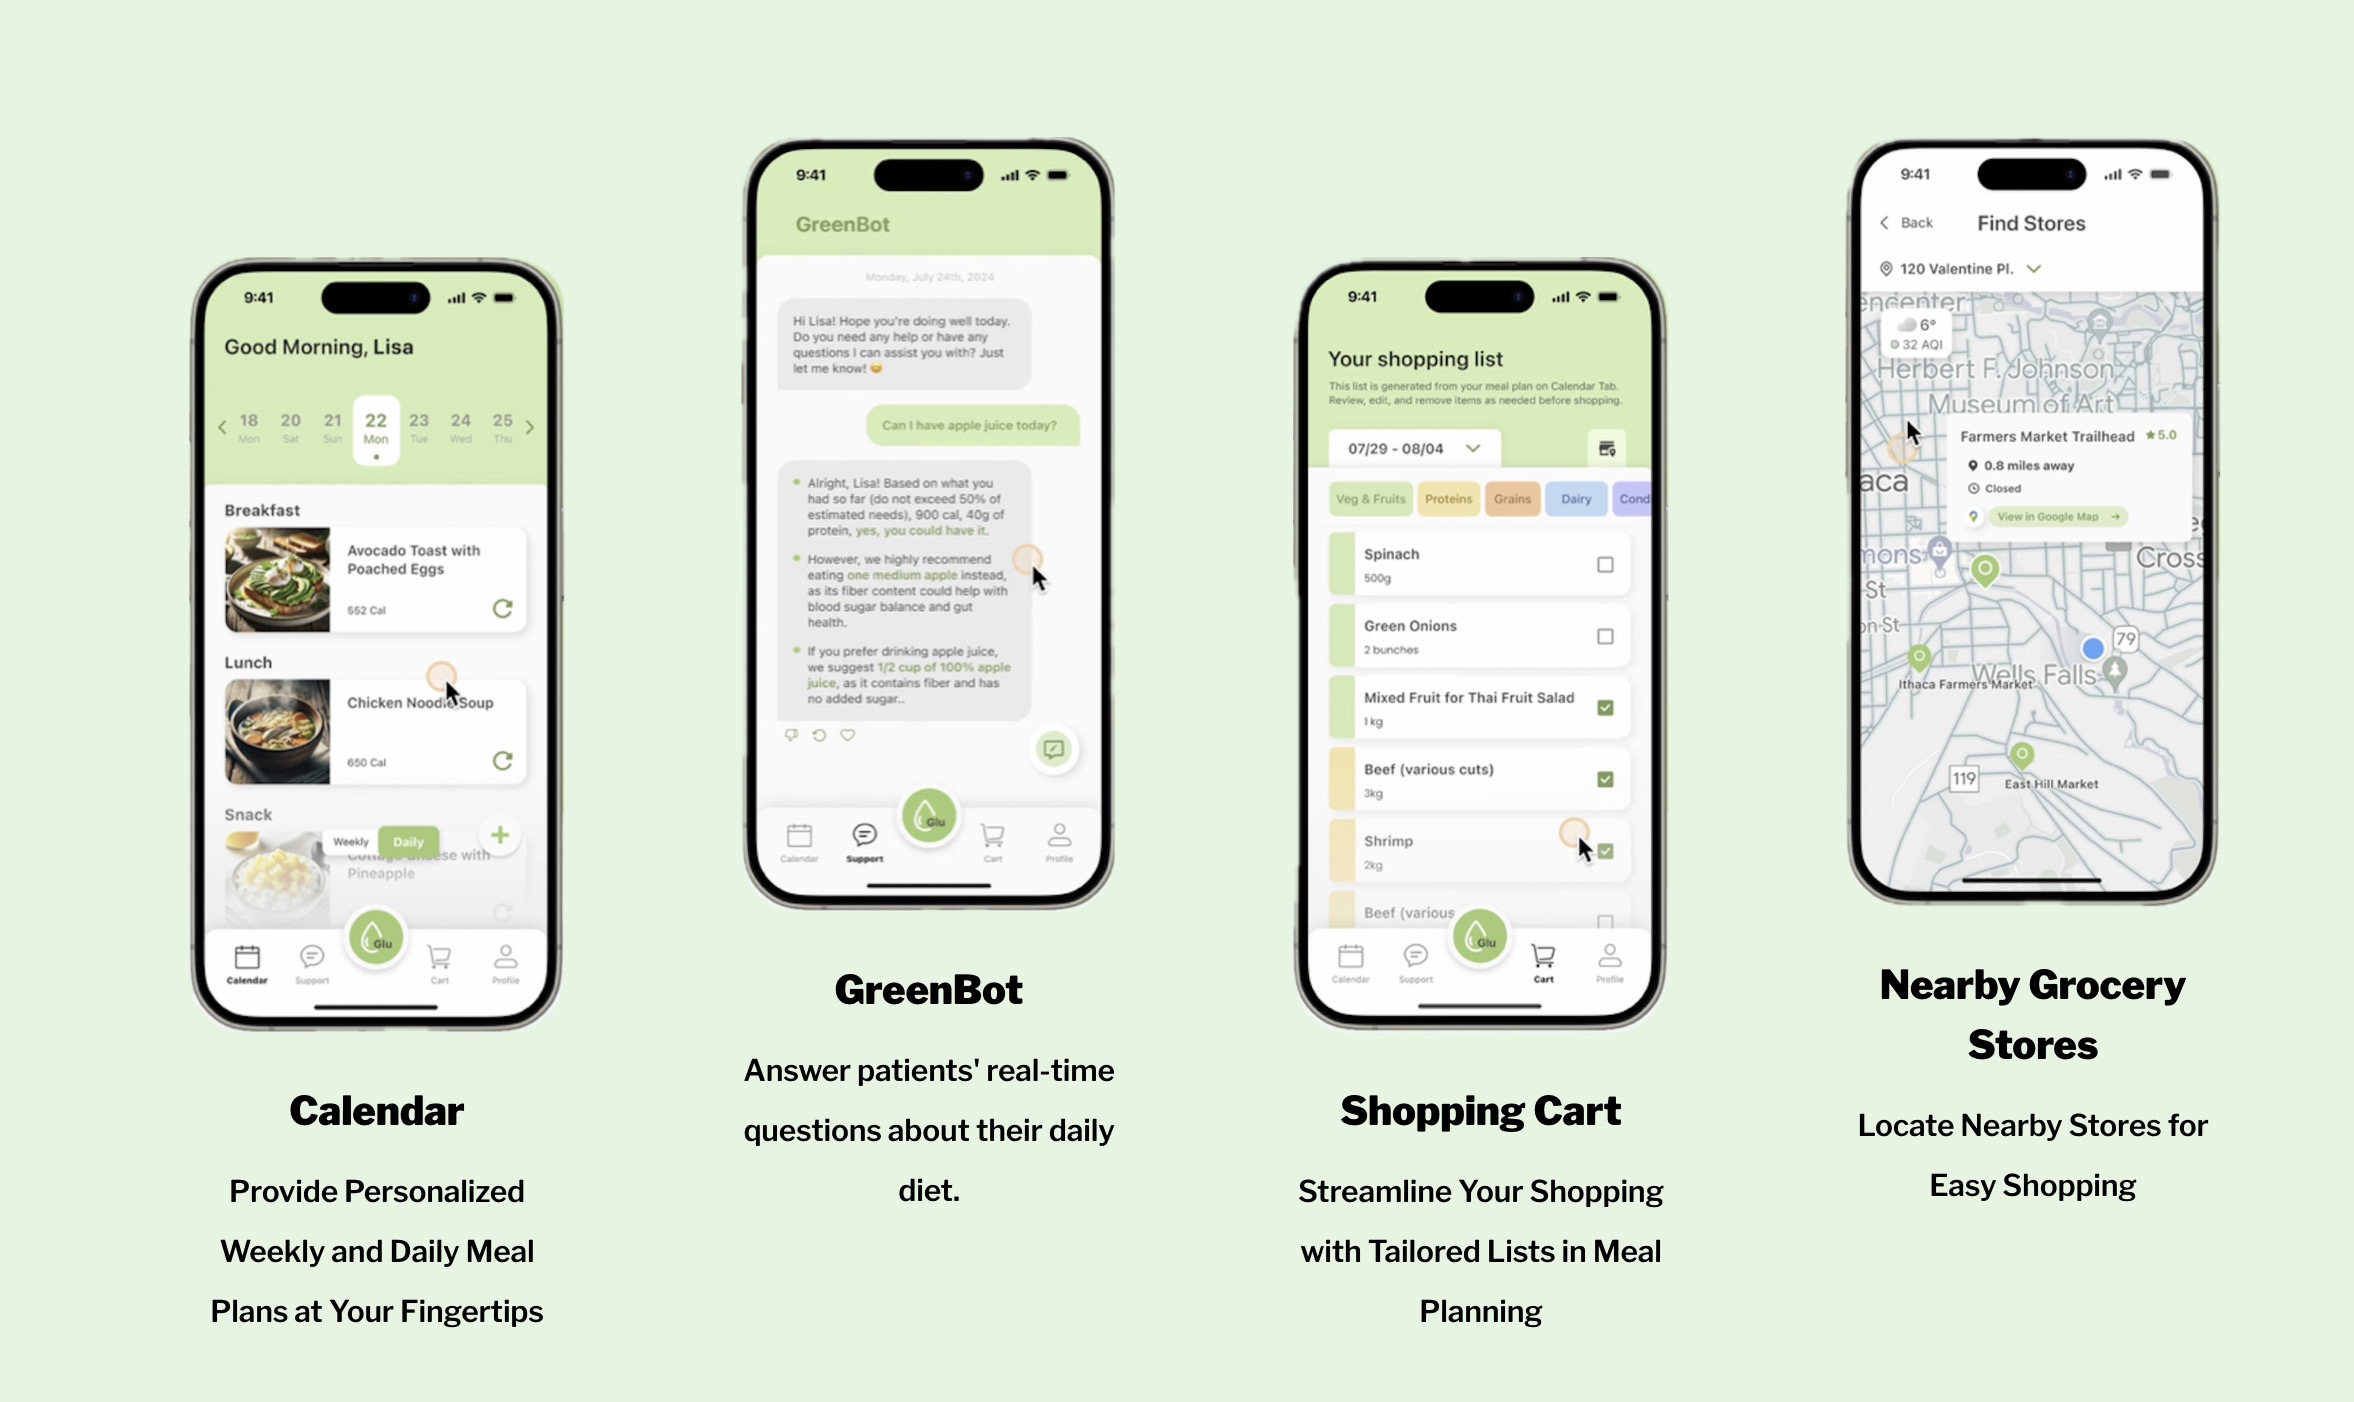 9:41
Good Morning, Lisa
18 20 21 22 23 24 25
Mon Sat Sun Mon Tue Wed Thu
Breakfast
Avocado Toast with
Poached Eggs
552 Cal
Lunch
Chicken Noodle Soup
650 Cal
Snack
Weekly Daily
Cottage Cheese with
Pineapple
Glu
Calendar Support Cart Profile
Calendar
Provide Personalized
Weekly and Daily Meal
Plans at Your Fingertips
9:41
GreenBot
Monday, July 24th, 2024
Hi Lisa! Hope you're doing well today.
Do you need any help or have any
questions I can assist you with? Just
let me know! 😊
Can I have apple juice today?
Alright, Lisa! Based on what you
had so far (do not exceed 50% of
estimated needs), 900 cal, 40g of
protein, yes, you could have it.
However, we highly recommend
eating one medium apple instead,
as its fiber content could help with
blood sugar balance and gut
health.
If you prefer drinking apple juice,
we suggest 1/2 cup of 100% apple
juice, as it contains fiber and has
no added sugar..
Glu
Calendar Support Cart Profile
GreenBot
Answer patients' real-time
questions about their daily
diet.
9:41
Your shopping list
This list is generated from your meal plan on Calendar Tab.
Review, edit, and remove items as needed before shopping.
07/29 - 08/04
Veg & Fruits Proteins Grains Dairy Cond
Spinach
500g
Green Onions
2 bunches
Mixed Fruit for Thai Fruit Salad
1 kg
Beef (various cuts)
3kg
Shrimp
2kg
Beef (various
Glu
Calendar Support Cart Profile
Shopping Cart
Streamline Your Shopping
with Tailored Lists in Meal
Planning
9:41
Back Find Stores
120 Valentine Pl.
encenter
6°
32 AQI
Herbert F. Johnson
Museum of Art
Farmers Market Trailhead 5.0
0.8 miles away
aca
Closed
View in Google Map →
mons
Cross
St
on St
79
Wells Falls
Ithaca Farmers Market
119
East Hill Market
Nearby Grocery
Stores
Locate Nearby Stores for
Easy Shopping